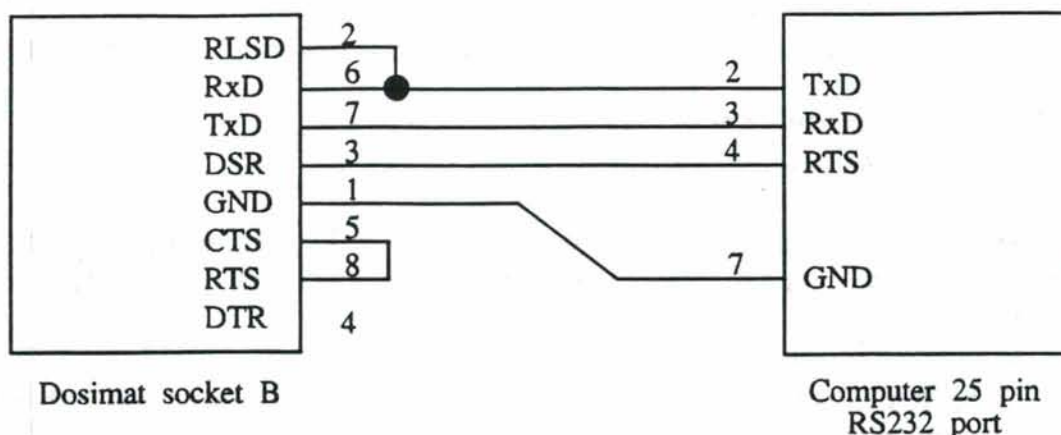 RLSD 2
RxD 6 2 TxD
TxD 7 3 RxD
DSR 3 4 RTS
GND 1
CTS 5
RTS 8 7 GND
DTR 4
Dosimat socket B
Computer 25 pin
RS232 port